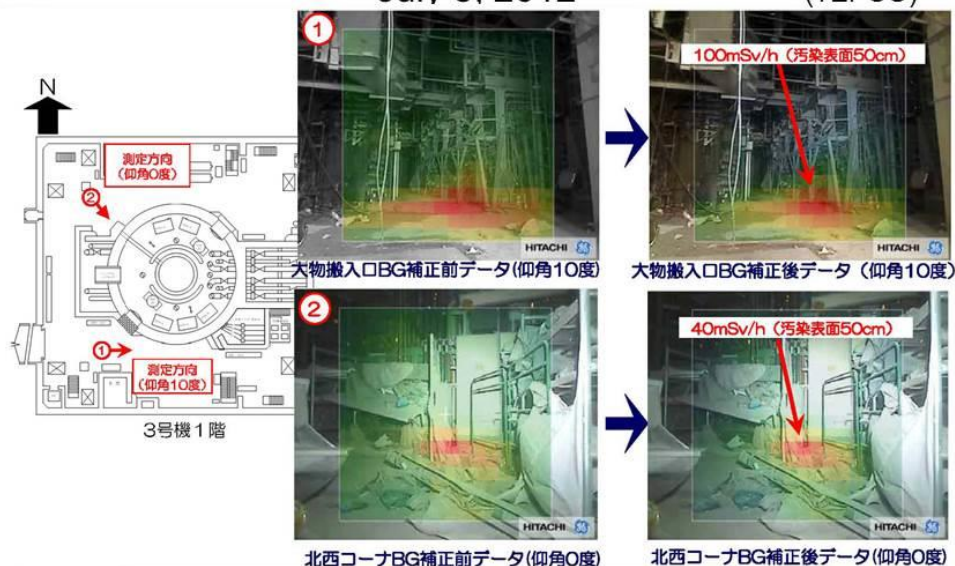 ①
100mSv/h（汚染表面50cm）
N
測定方向
（仰角0度）
②
HITACHI
HITACHI
大物搬入口BG補正前データ(仰角10度)
大物搬入口BG補正後データ（仰角10度）
②
40mSv/h（汚染表面50cm）
①
測定方向
（仰角10度）
3号機1階
HITACHI
HITACHI
北西コーナBG補正前データ(仰角0度)
北西コーナBG補正後データ(仰角0度)